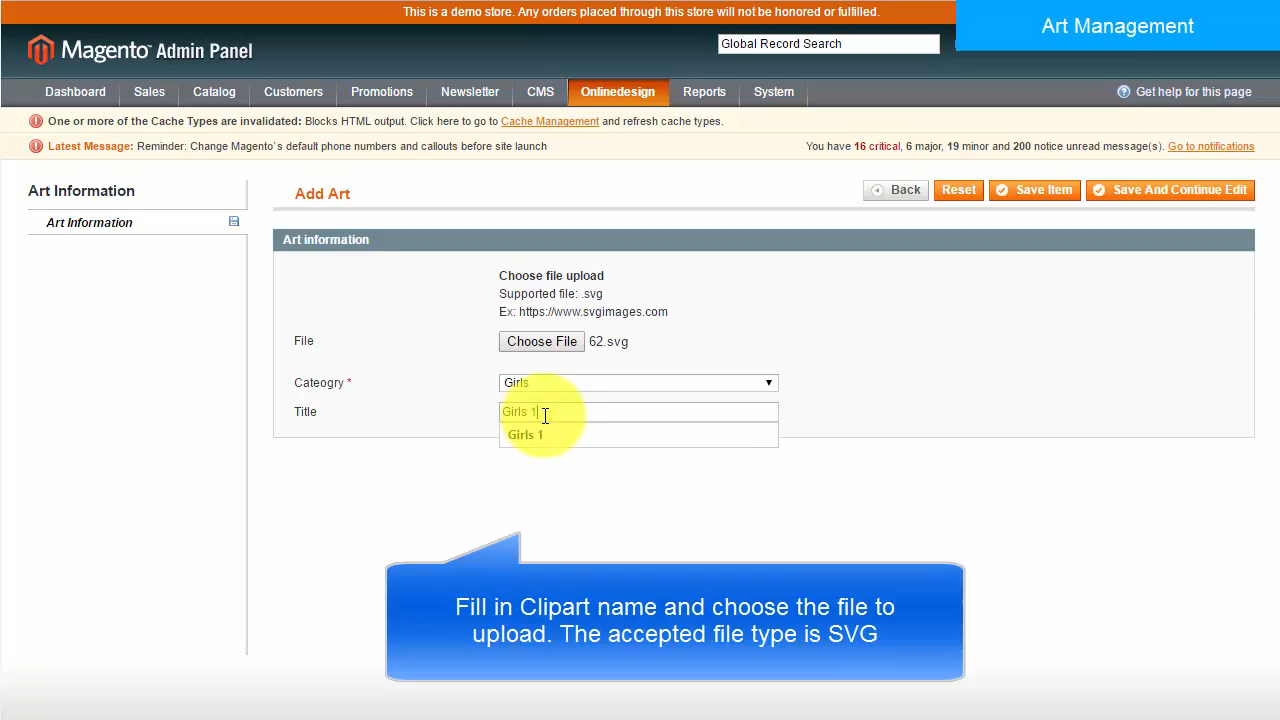 This is a demo store. Any orders placed through this store will not be honored or fulfilled.
Art Management
Magento™ Admin Panel
Global Record Search
Dashboard Sales Catalog Customers Promotions Newsletter CMS Onlinedesign Reports System Get help for this page
One or more of the Cache Types are invalidated: Blocks HTML output. Click here to go to Cache Management and refresh cache types.
Latest Message: Reminder: Change Magento`s default phone numbers and callouts before site launch You have 16 critical, 6 major, 19 minor and 200 notice unread message(s). Go to notifications
Art Information
Art Information
Add Art
Back Reset Save Item Save And Continue Edit
Art information
Choose file upload
Supported file: .svg
Ex: https://www.svgimages.com
File Choose File 62.svg
Cateogry * Girls
Title Girls 1
Girls 1
Fill in Clipart name and choose the file to
upload. The accepted file type is SVG